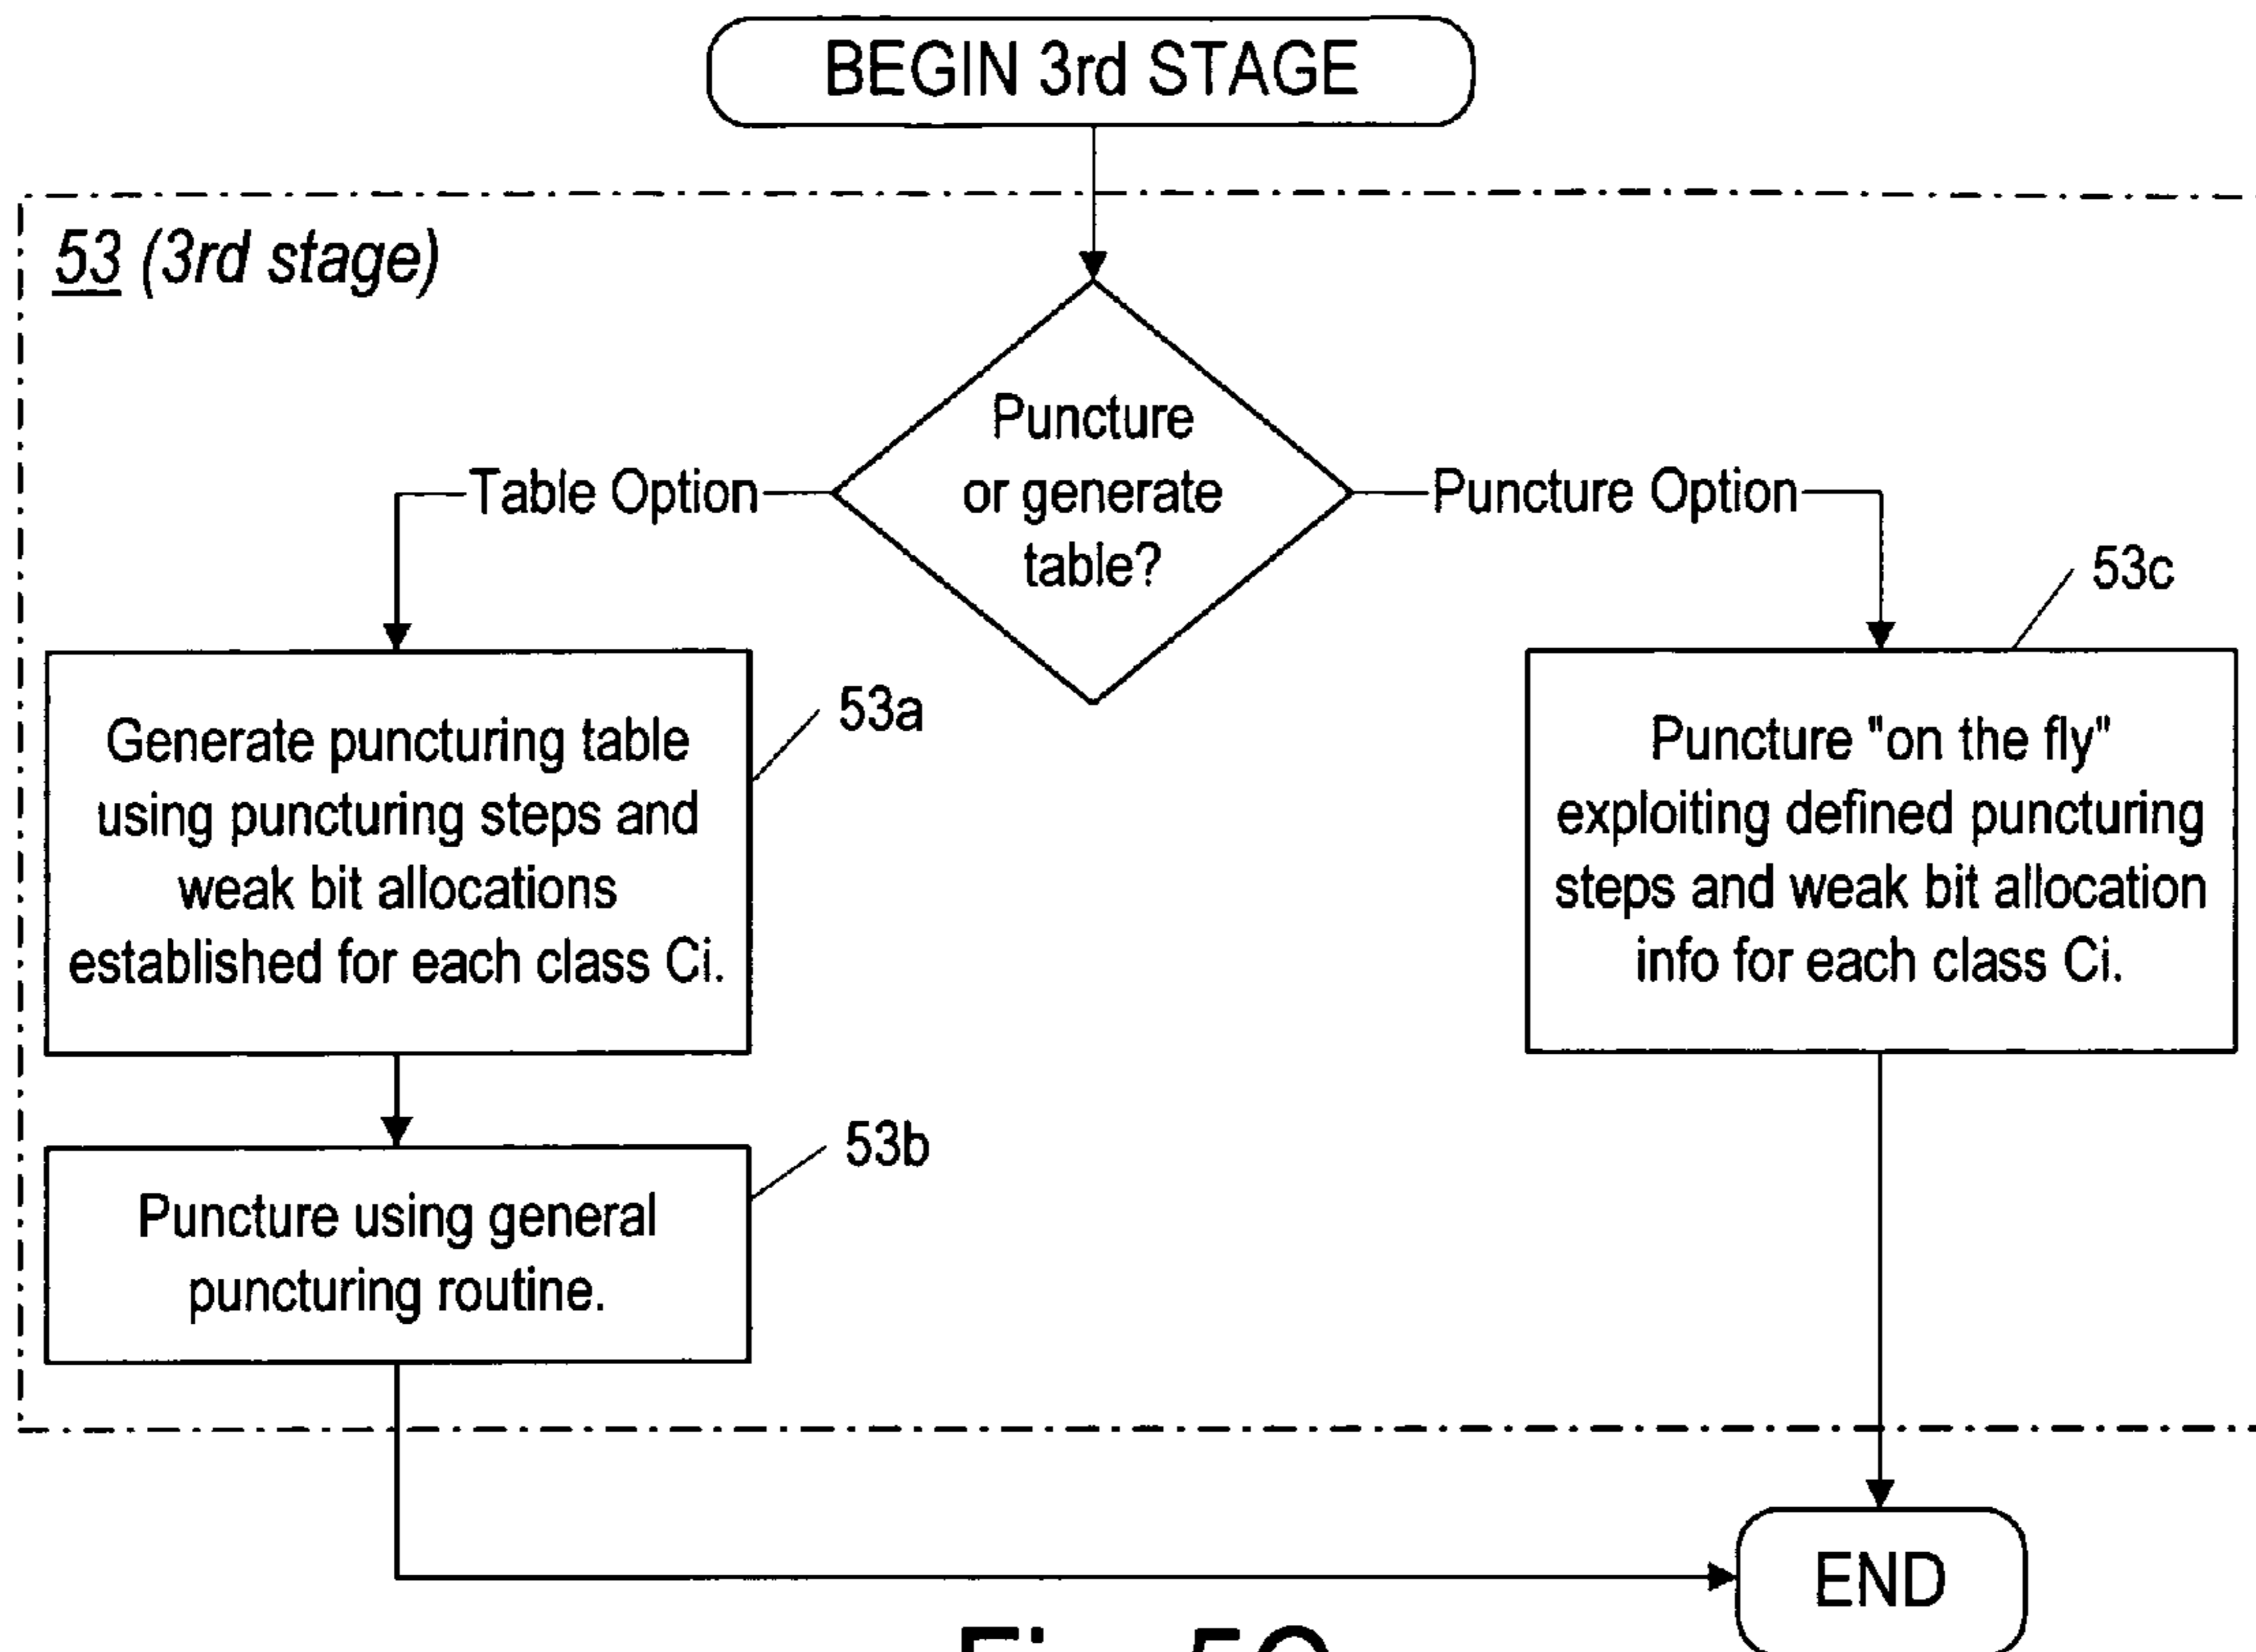 BEGIN 3rd STAGE
53 (3rd stage)
Puncture
or generate
table?
Table Option
Puncture Option
53c
53a
Generate puncturing table
using puncturing steps and
weak bit allocations
established for each class Ci.
Puncture "on the fly"
exploiting defined puncturing
steps and weak bit allocation
info for each class Ci.
53b
Puncture using general
puncturing routine.
END